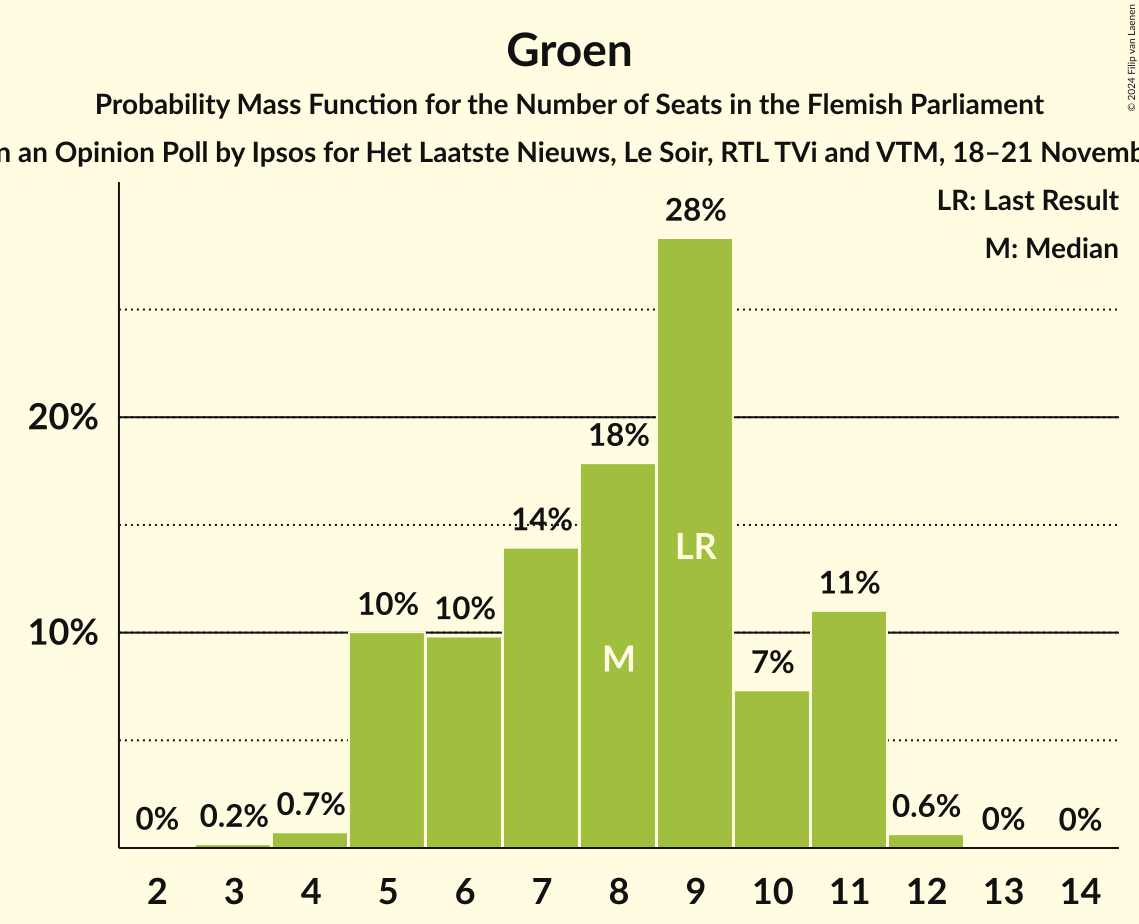 Groen
Probability Mass Function for the Number of Seats in the Flemish Parliament
an Opinion Poll by Ipsos for Het Laatste Nieuws, Le Soir, RTL TVi and VTM, 18–21
© 2024 Filip van Laenen
LR: Last Result
M: Median
28%
20%
18%
14%
LR
11%
10%
10%
10%
M
7%
0%
0.2%
0.7%
0.6%
0%
0%
2 3 4 5 6 7 8 9 10 11 12 13 14